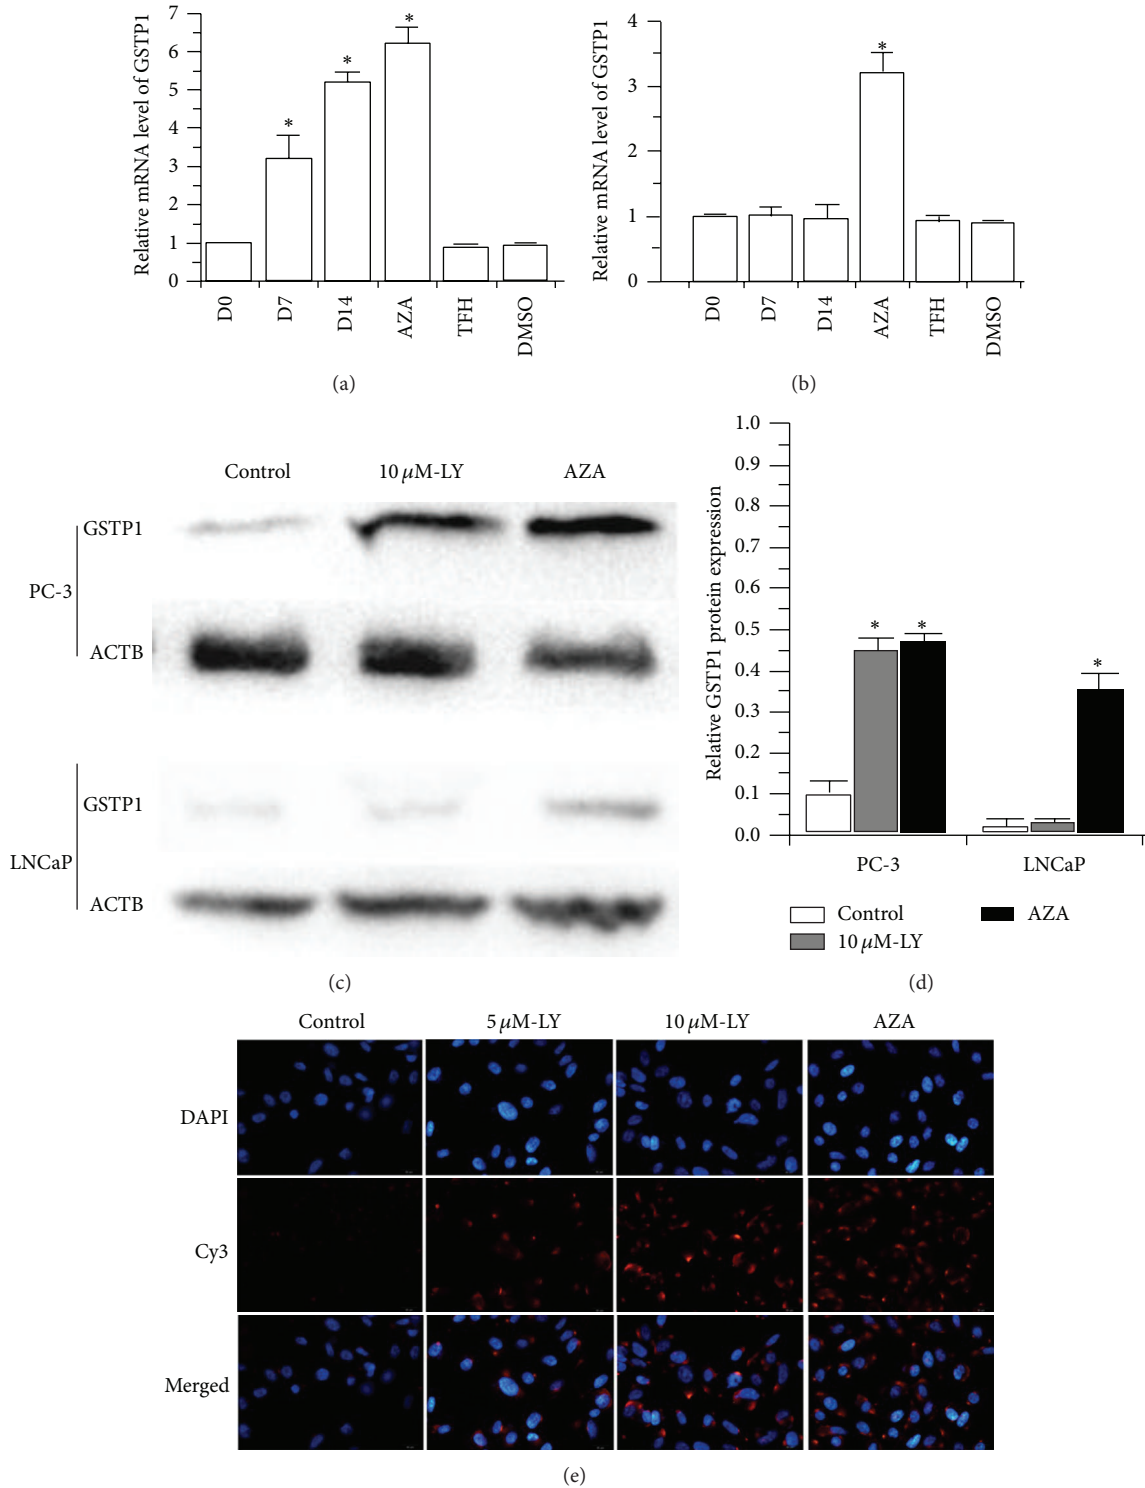 Relative mRNA level of GSTP1
7
6
5
4
3
2
1
0
* * *
D0 D7 D14 AZA TFH DMSO
(a)
Relative mRNA level of GSTP1
4
3
2
1
0
*
D0 D7 D14 AZA TFH DMSO
(b)
Control 10 μM-LY AZA
PC-3
GSTP1
ACTB
LNCaP
GSTP1
ACTB
(c)
Relative GSTP1 protein expression
1.0
0.9
0.8
0.7
0.6
0.5
0.4
0.3
0.2
0.1
0.0
* * *
PC-3 LNCaP
Control AZA
10 μM-LY
(d)
Control 5 μM-LY 10 μM-LY AZA
DAPI
Cy3
Merged
(e)